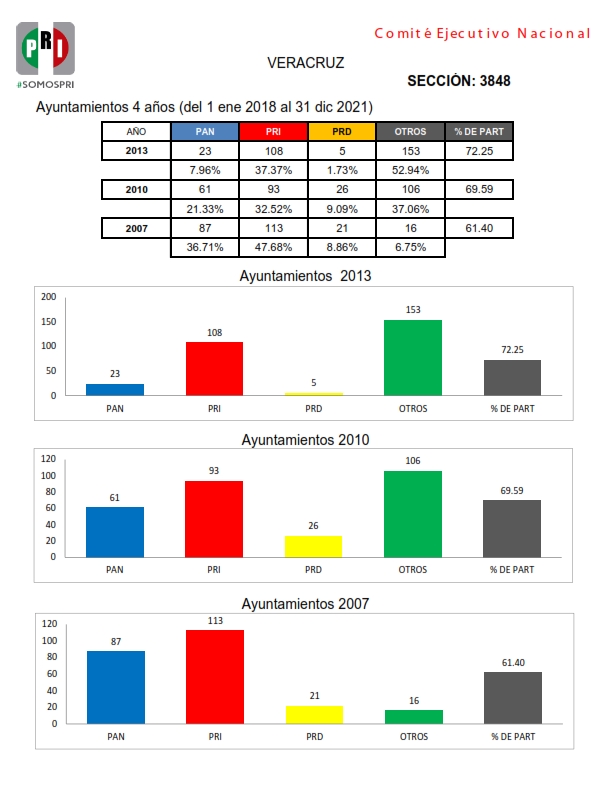 Comité Ejecutivo Nacional
PRI
#SOMOSPRI
VERACRUZ
SECCIÓN: 3848
Ayuntamientos 4 años (del 1 ene 2018 al 31 dic 2021)
AÑO PAN PRI PRD OTROS % DE PART
2013 23 108 5 153 72.25
7.96% 37.37% 1.73% 52.94%
2010 61 93 26 106 69.59
21.33% 32.52% 9.09% 37.06%
2007 87 113 21 16 61.40
36.71% 47.68% 8.86% 6.75%
Ayuntamientos 2013
200
150
100
50
0
23
108
5
153
72.25
PAN PRI PRD OTROS % DE PART
Ayuntamientos 2010
120
100
80
60
40
20
0
61
93
26
106
69.59
PAN PRI PRD OTROS % DE PART
Ayuntamientos 2007
120
100
80
60
40
20
0
87
113
21
16
61.40
PAN PRI PRD OTROS % DE PART